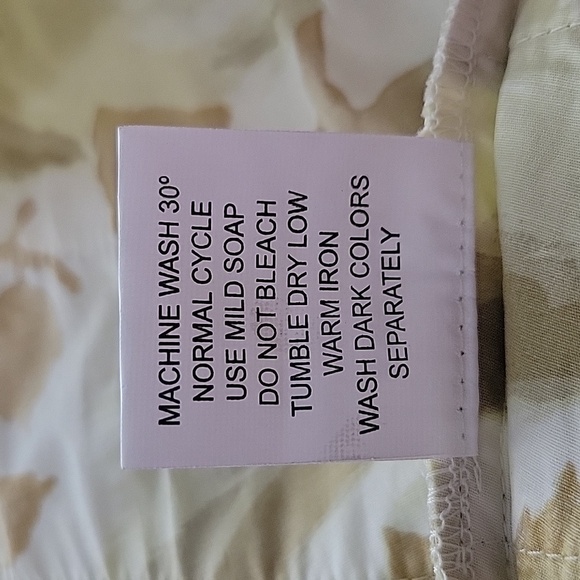 MACHINE WASH 30º
NORMAL CYCLE
USE MILD SOAP
DO NOT BLEACH
TUMBLE DRY LOW
WARM IRON
WASH DARK COLORS
SEPARATELY